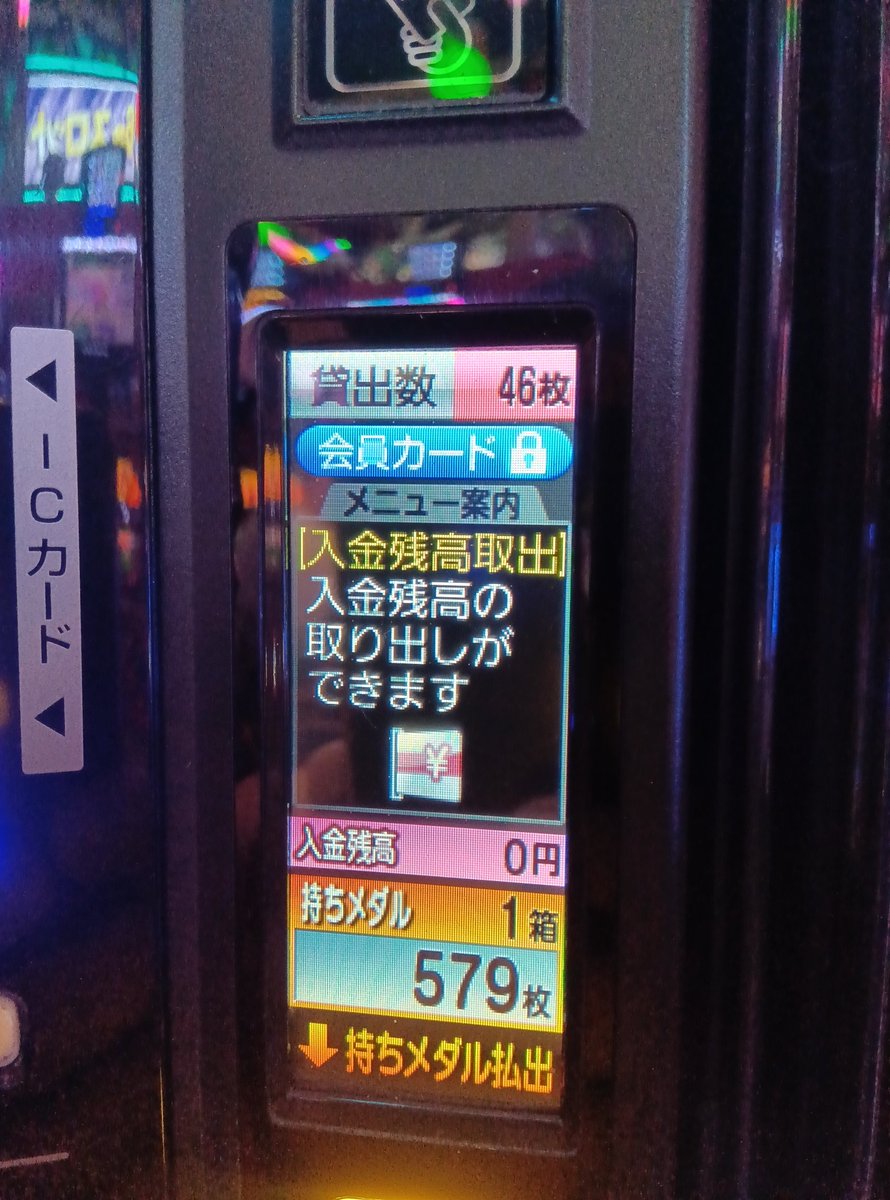 貸出数 46枚
会員カード
メニュー案内
[入金残高取出]
入金残高の
取り出しが
できます
¥
入金残高 0円
持ちメダル 1箱
579枚
持ちメダル払出
ICカード